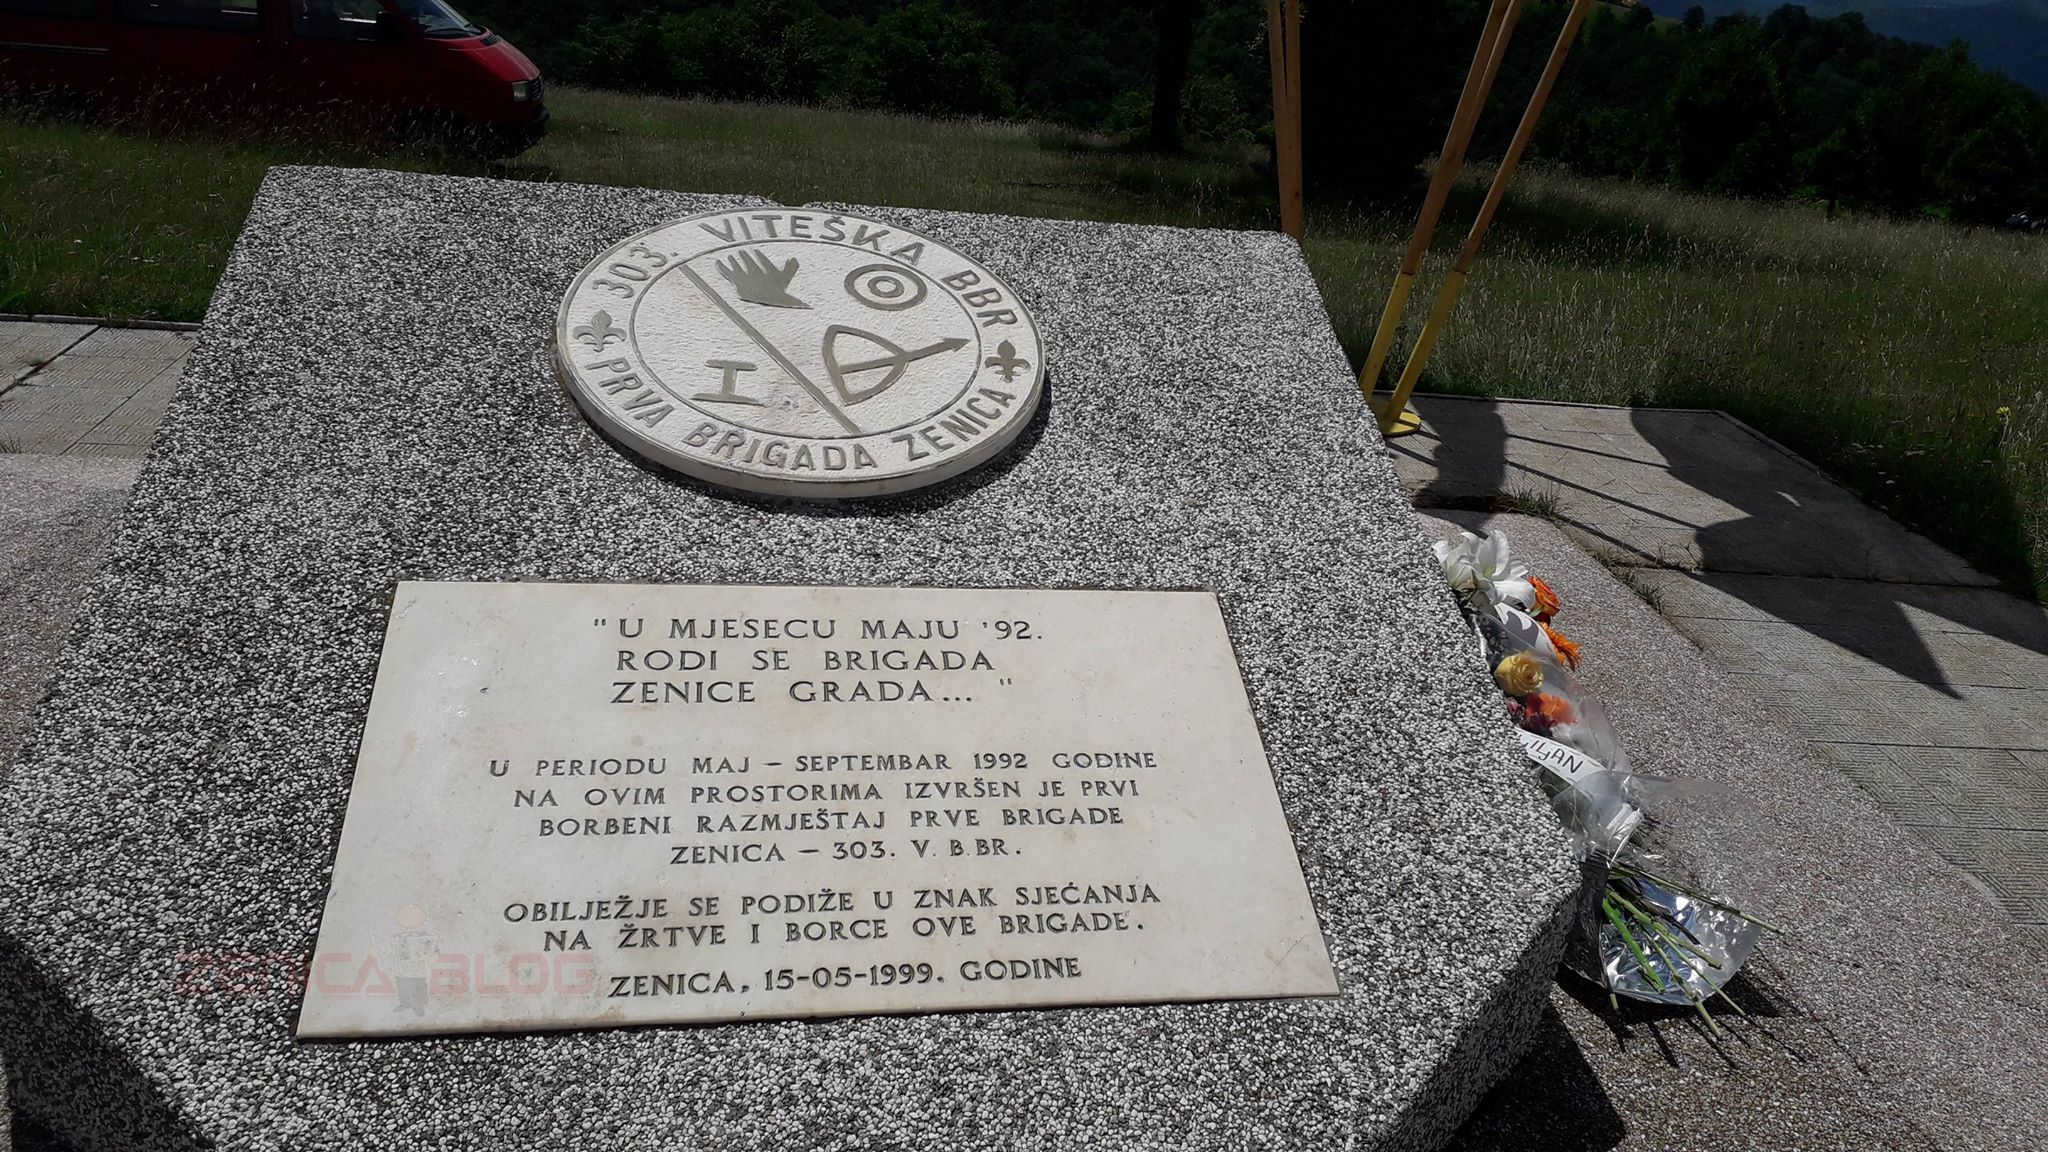 303. VITEŠKA BBR
PRVA BRIGADA ZENICA
"U MJESECU MAJU '92.
RODI SE BRIGADA
ZENICE GRADA... "
U PERIODU MAJ – SEPTEMBAR 1992 GODINE
NA OVIM PROSTORIMA IZVRŠEN JE PRVI
BORBENI RAZMJEŠTAJ PRVE BRIGADE
ZENICA – 303. V. B.BR.
OBILJEŽJE SE PODIŽE U ZNAK SJEĆANJA
NA ŽRTVE I BORCE OVE BRIGADE.
ZENICA, 15-05-1999. GODINE
ZENICA BLOG